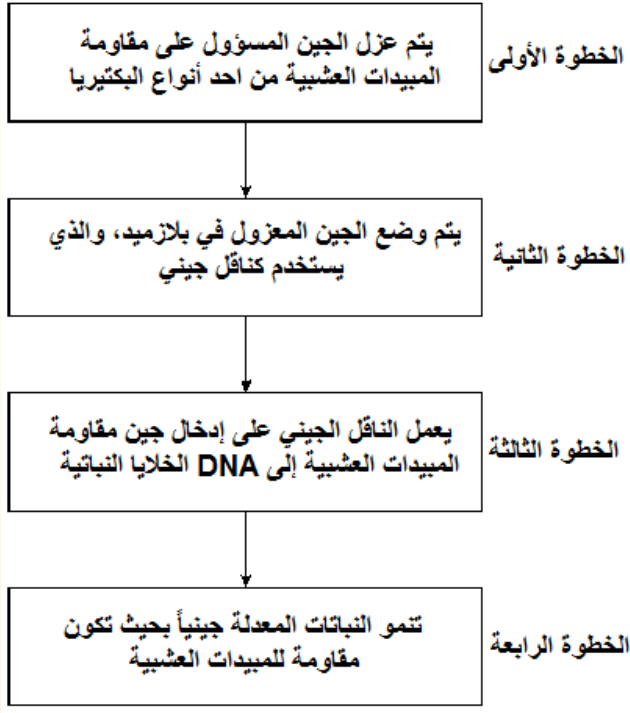 الخطوة الأولى
يتم عزل الجين المسؤول على مقاومة
المبيدات العشبية من احد أنواع البكتيريا
الخطوة الثانية
يتم وضع الجين المعزول في بلازميد، والذي
يستخدم كناقل جيني
الخطوة الثالثة
يعمل الناقل الجيني على إدخال جين مقاومة
المبيدات العشبية إلى DNA الخلايا النباتية
الخطوة الرابعة
تنمو النباتات المعدلة جينياً بحيث تكون
مقاومة للمبيدات العشبية